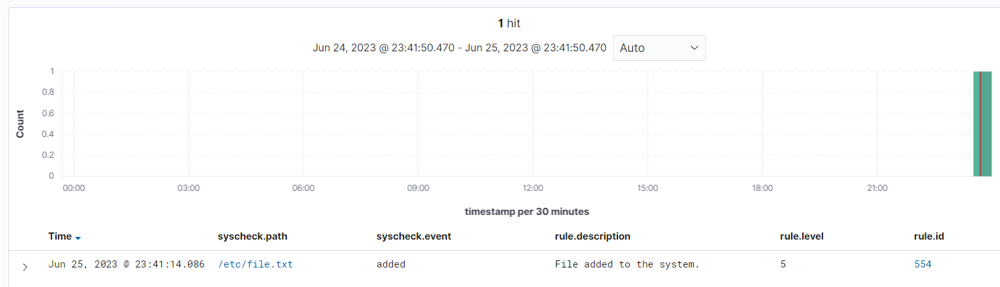 1 hit
Jun 24, 2023 @ 23:41:50.470 - Jun 25, 2023 @ 23:41:50.470 Auto
Count
1
0.8
0.6
0.4
0.2
0
00:00 03:00 06:00 09:00 12:00 15:00 18:00 21:00
timestamp per 30 minutes
Time syscheck.path syscheck.event rule.description rule.level rule.id
Jun 25, 2023 @ 23:41:14.086 /etc/file.txt added File added to the system. 5 554